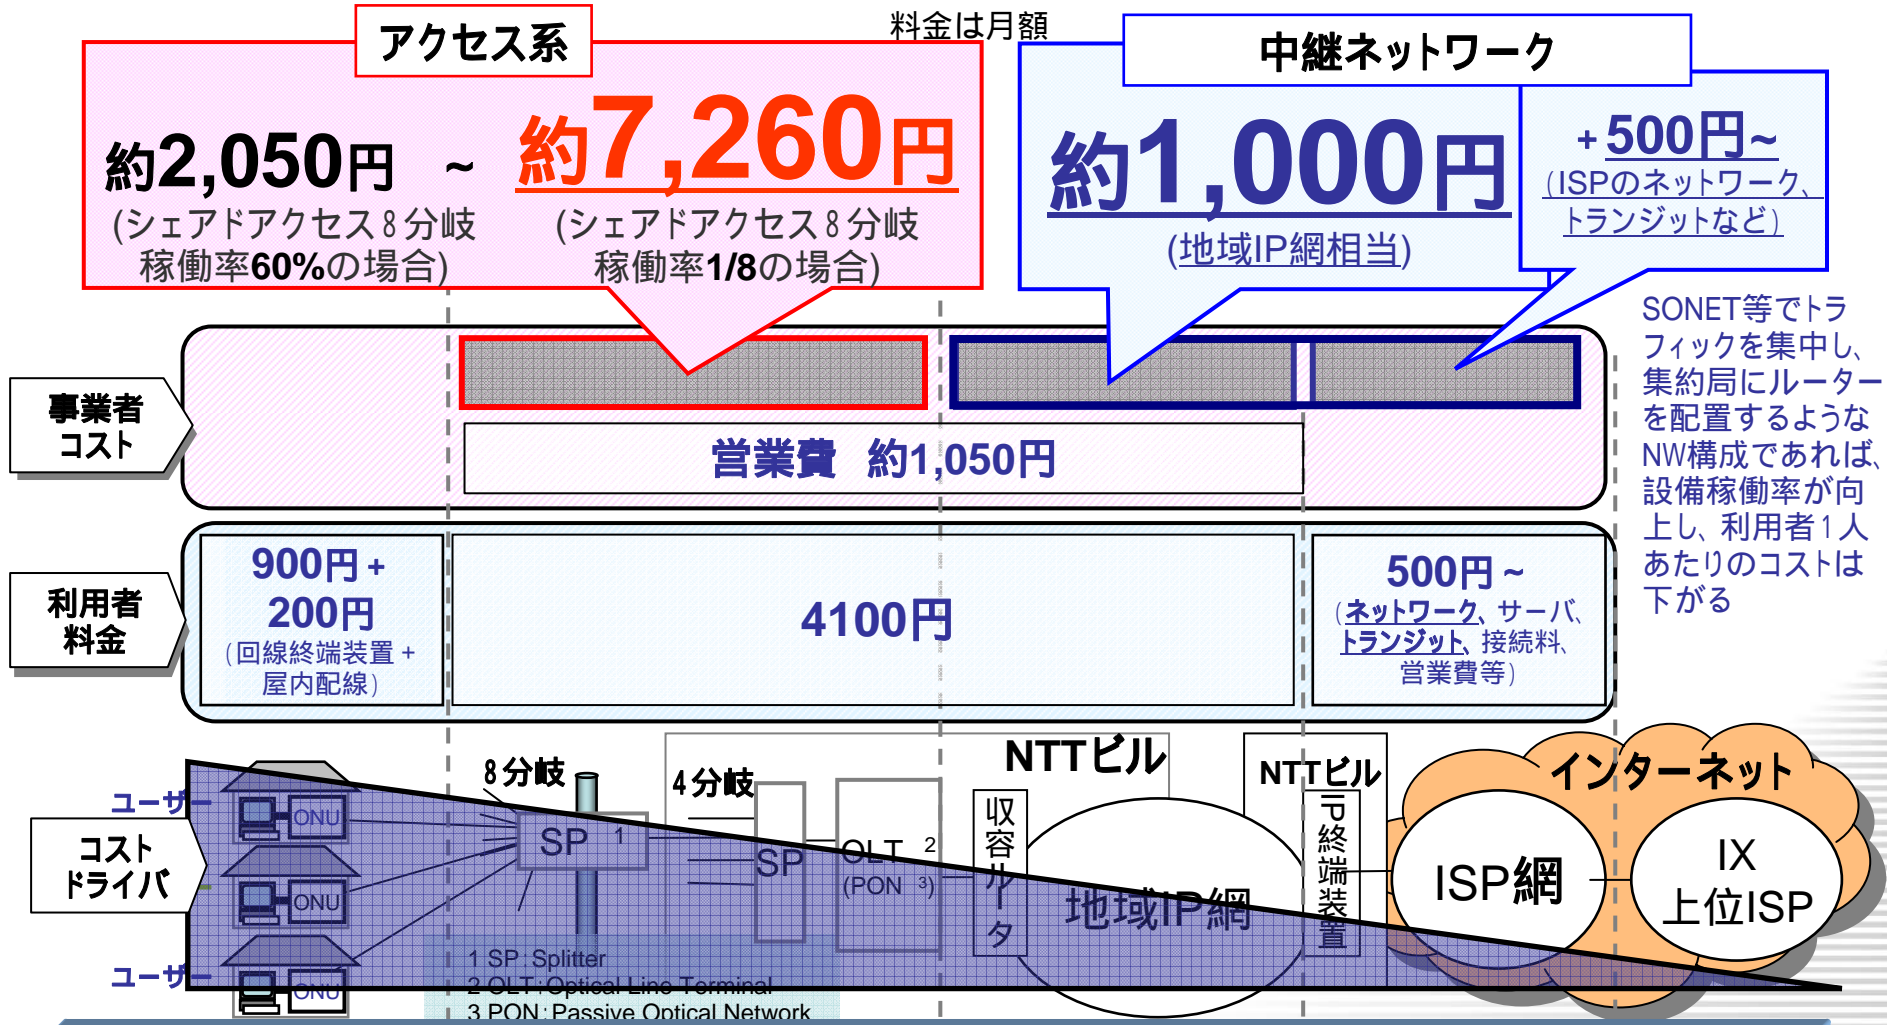 料金は月額
アクセス系
約2,050円 ~ 約7,260円
(シェアドアクセス8分岐
稼働率60%の場合)
(シェアドアクセス8分岐
稼働率1/8の場合)
中継ネットワーク
約1,000円
(地域IP網相当)
+500円~
(ISPのネットワーク、
トランジットなど)
SONET等でトラ
フィックを集中し、
集約局にルーター
を配置するような
NW構成であれば、
設備稼働率が向
上し、利用者1人
あたりのコストは
下がる
事業者
コスト
営業費 約1,050円
利用者
料金
900円+
200円
(回線終端装置+
屋内配線)
4100円
500円~
(ネットワーク、サーバ、
トランジット、接続料、
営業費等)
コスト
ドライバ
ユーザー
ユーザー
ONU
ONU
ONU
8分岐
SP 1
4分岐
SP
OLT 2
(PON 3)
NTTビル
収容ルータ
地域IP網
NTTビル
IP終端装置
インターネット
ISP網
IX
上位ISP
1 SP:Splitter
2 OLT:Optical Line Terminal
3 PON:Passive Optical Network